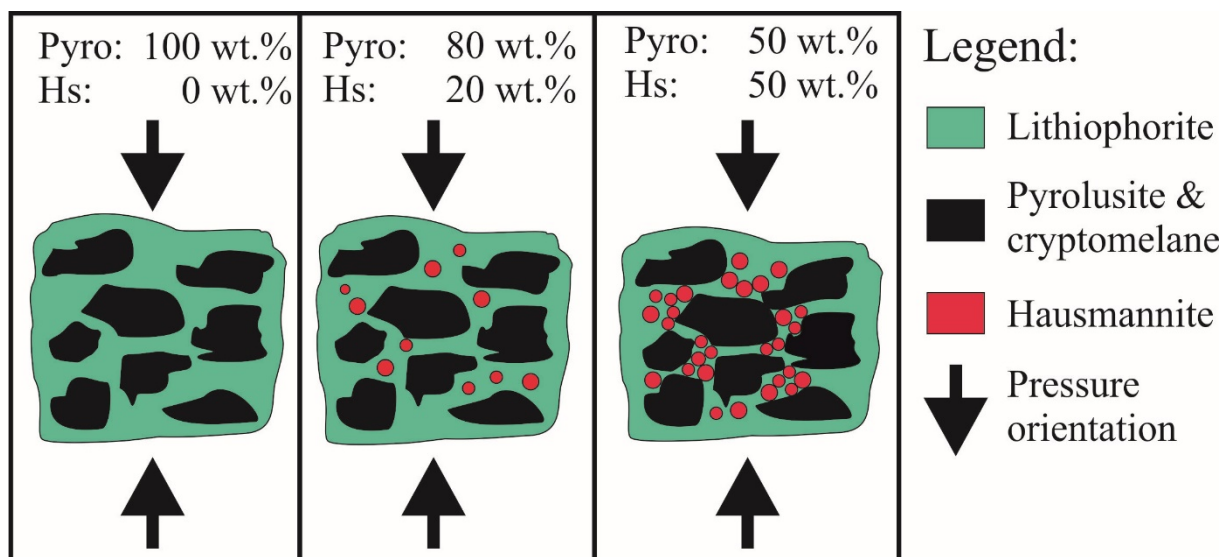 Pyro: 100 wt.%
Hs: 0 wt.%
Pyro: 80 wt.%
Hs: 20 wt.%
Pyro: 50 wt.%
Hs: 50 wt.%
Legend:
Lithiophorite
Pyrolusite &
cryptomelane
Hausmannite
Pressure
orientation